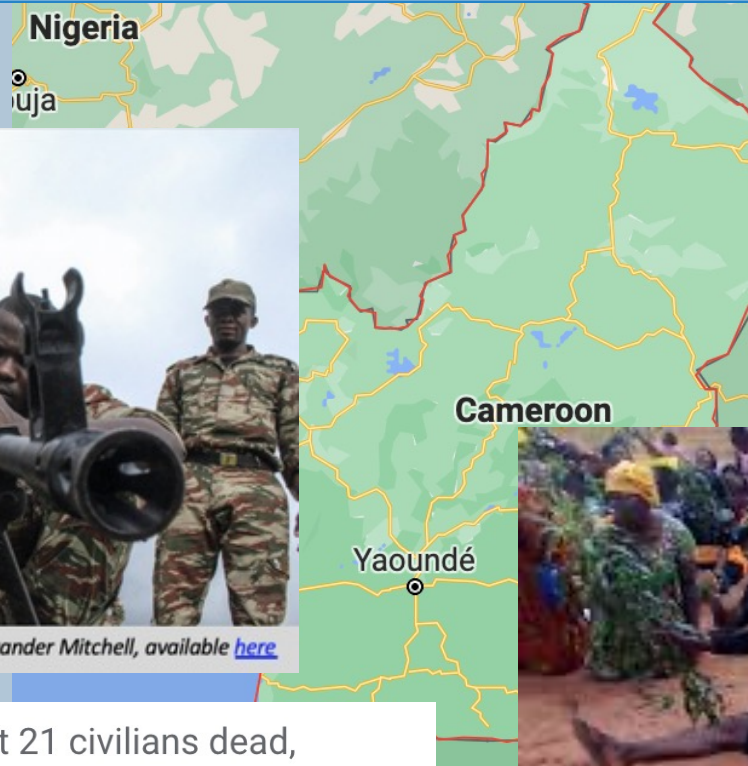 Nigeria
uja
Cameroon
Yaoundé
ander Mitchell, available here
t 21 civilians dead,